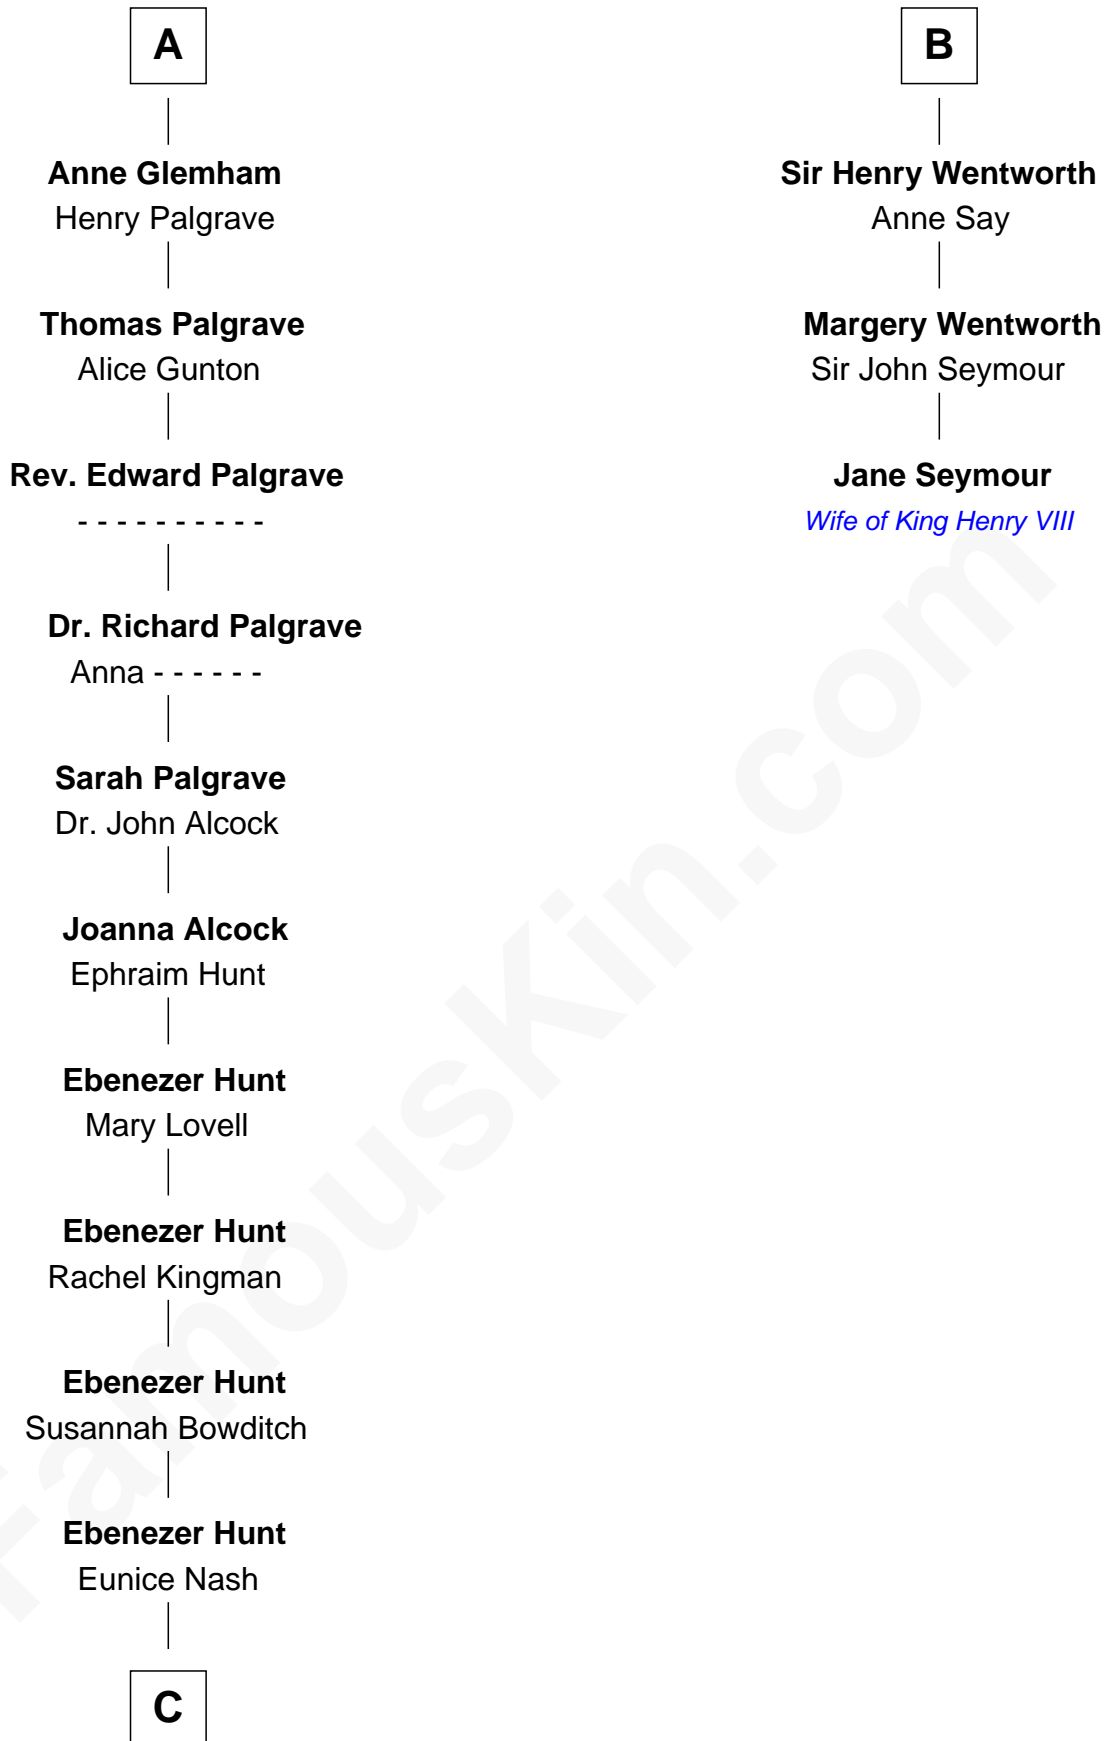 A
Anne Glemham
Henry Palgrave
Thomas Palgrave
Alice Gunton
Rev. Edward Palgrave
- - - - - - - - - -
Dr. Richard Palgrave
Anna - - - - - -
Sarah Palgrave
Dr. John Alcock
Joanna Alcock
Ephraim Hunt
Ebenezer Hunt
Mary Lovell
Ebenezer Hunt
Rachel Kingman
Ebenezer Hunt
Susannah Bowditch
Ebenezer Hunt
Eunice Nash
C
B
Sir Henry Wentworth
Anne Say
Margery Wentworth
Sir John Seymour
Jane Seymour
Wife of King Henry VIII
FamousKin.com